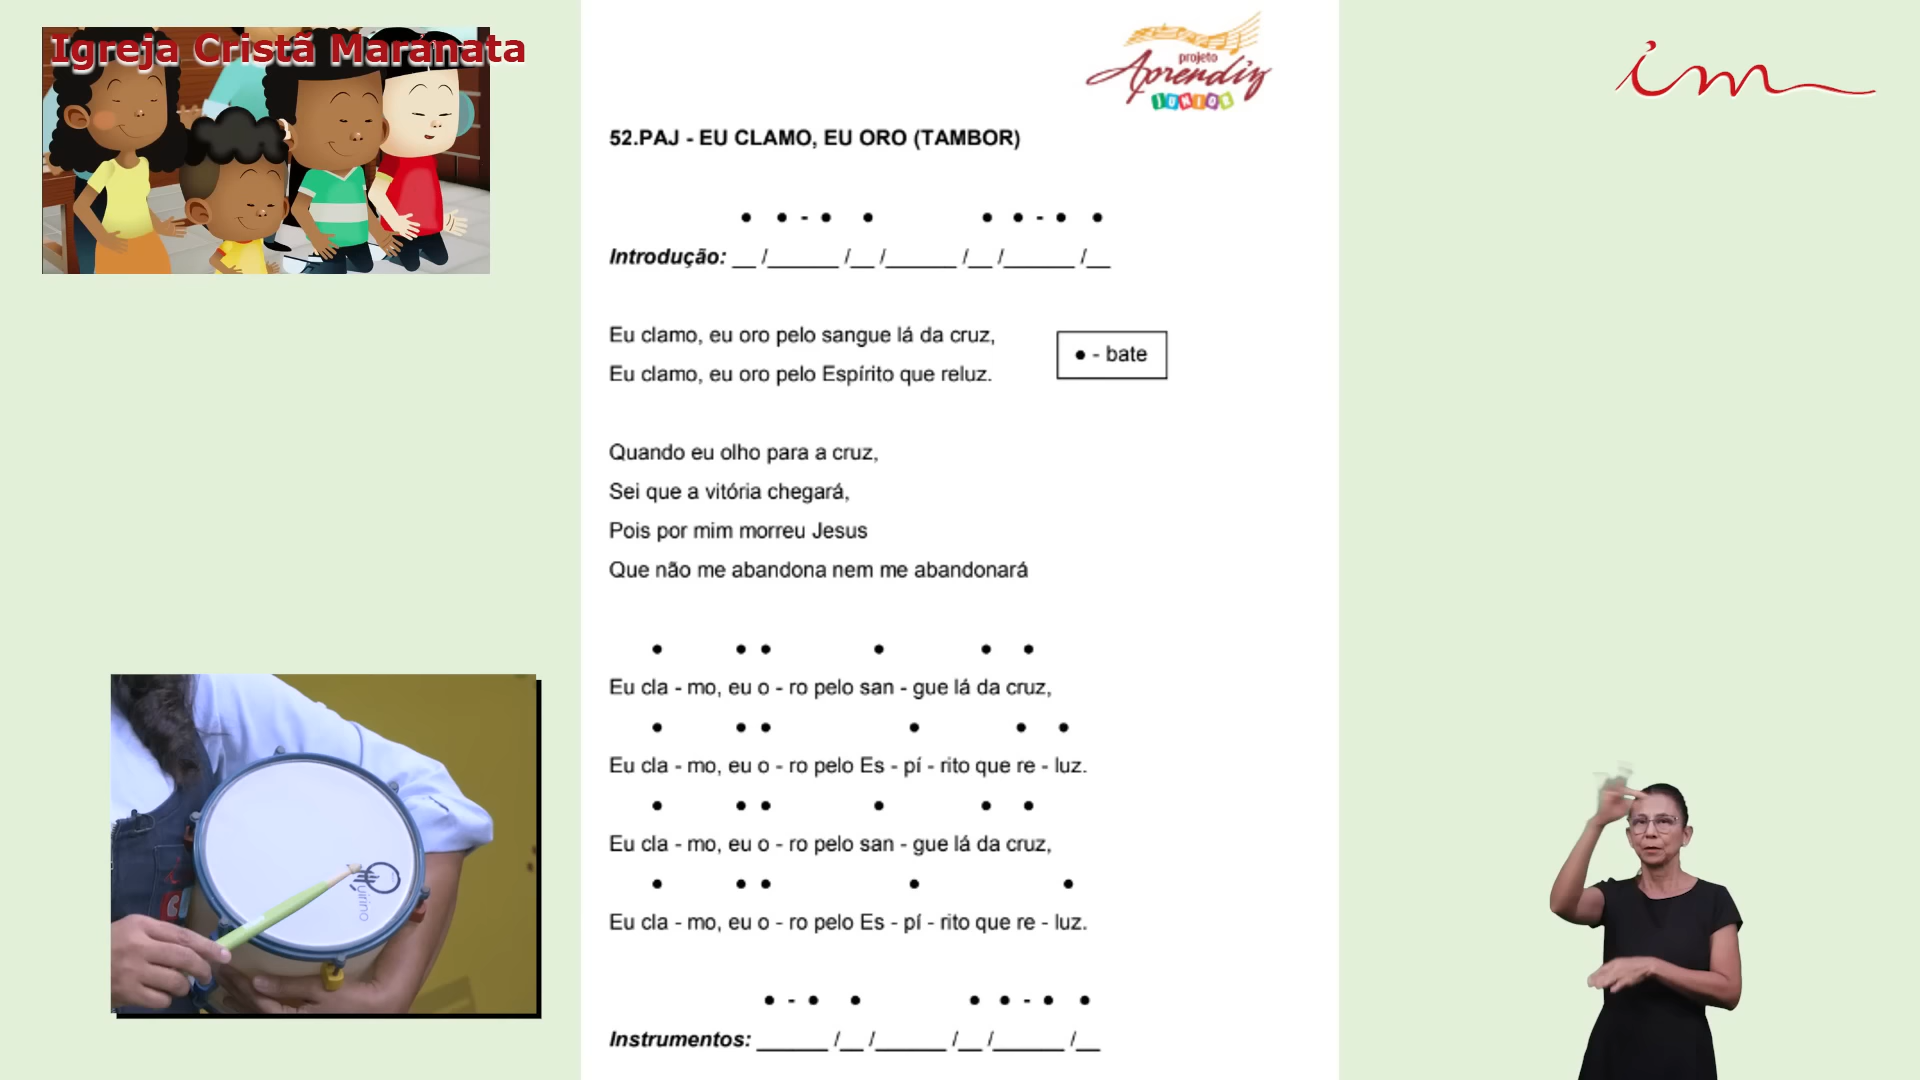 Igreja Cristã Maranata
projeto
Aprendiz
JUNIOR
im
52.PAJ - EU CLAMO, EU ORO (TAMBOR)
● ● - ● ● ● ● - ● ●
Introdução: __ /______ /__ /______ /__ /______ /__
Eu clamo, eu oro pelo sangue lá da cruz,
● - bate
Eu clamo, eu oro pelo Espírito que reluz.
Quando eu olho para a cruz,
Sei que a vitória chegará,
Pois por mim morreu Jesus
Que não me abandona nem me abandonará
● ● ● ● ● ●
Eu cla - mo, eu o - ro pelo san - gue lá da cruz,
● ● ● ● ● ●
Eu cla - mo, eu o - ro pelo Es - pí - rito que re - luz.
● ● ● ● ● ●
Eu cla - mo, eu o - ro pelo san - gue lá da cruz,
● ● ● ● ●
Eu cla - mo, eu o - ro pelo Es - pí - rito que re - luz.
● - ● ● ● ● - ● ●
Instrumentos: ______ /__ /______ /__ /______ /__